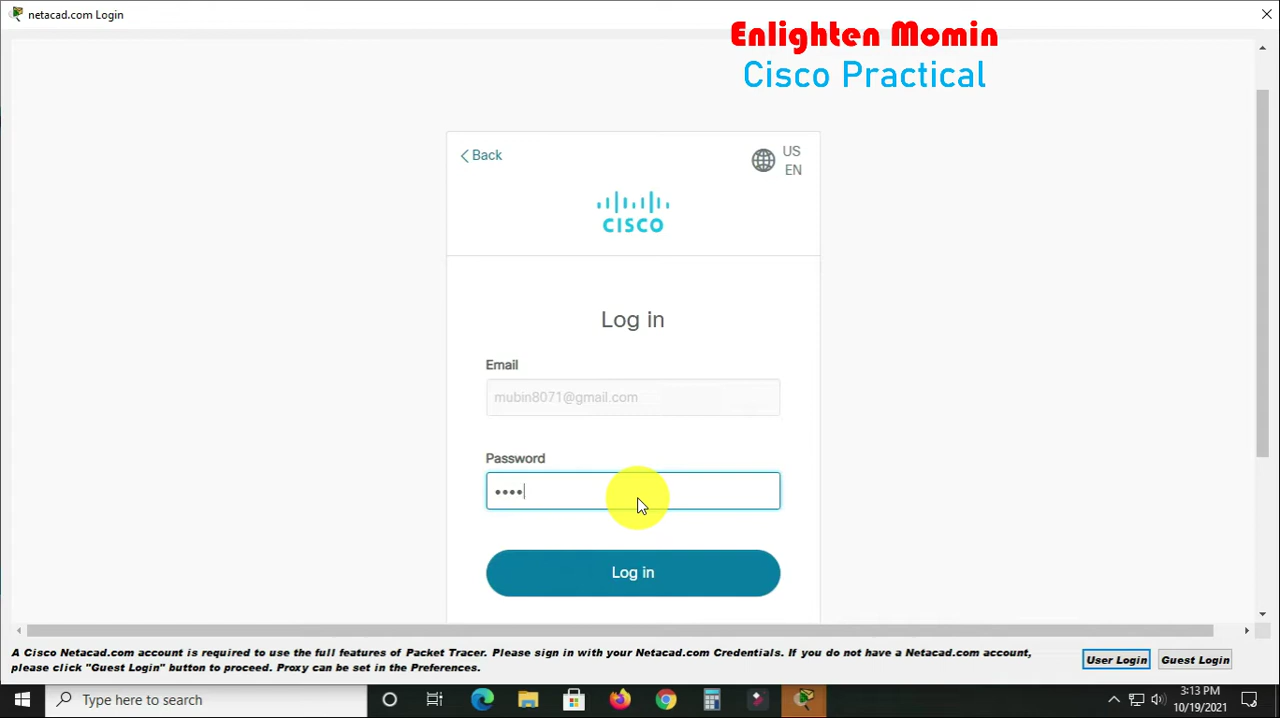 netacad.com Login
Enlighten Momin
Cisco Practical
Back
US
EN
CISCO
Log in
Email
mubin8071@gmail.com
Password
••••
Log in
A Cisco Netacad.com account is required to use the full features of Packet Tracer. Please sign in with your Netacad.com Credentials. If you do not have a Netacad.com account,
please click "Guest Login" button to proceed. Proxy can be set in the Preferences.
User Login
Guest Login
Type here to search
3:13 PM
10/19/2021